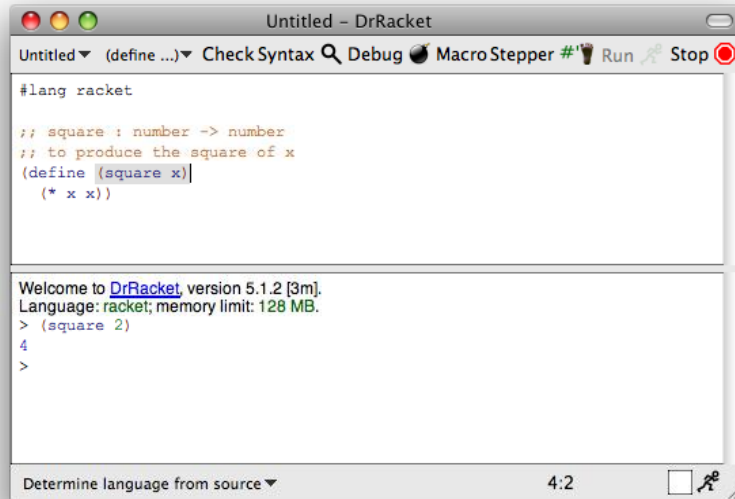 Untitled – DrRacket
Untitled (define ...) Check Syntax Debug Macro Stepper #' Run Stop
#lang racket
;; square : number -> number
;; to produce the square of x
(define (square x)
(* x x))
Welcome to DrRacket, version 5.1.2 [3m].
Language: racket; memory limit: 128 MB.
> (square 2)
4
>
Determine language from source 4:2